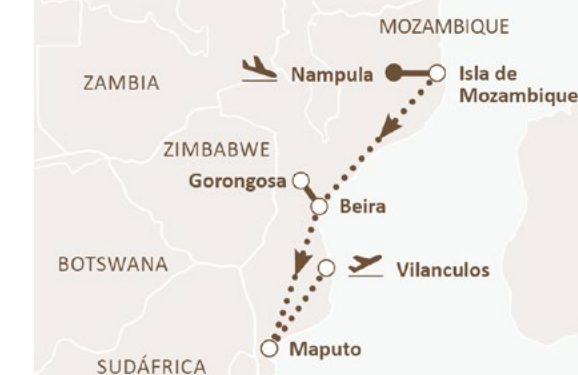 MOZAMBIQUE
ZAMBIA
Nampula
Isla de
Mozambique
ZIMBABWE
Gorongosa
Beira
BOTSWANA
Vilanculos
Maputo
SUDÁFRICA